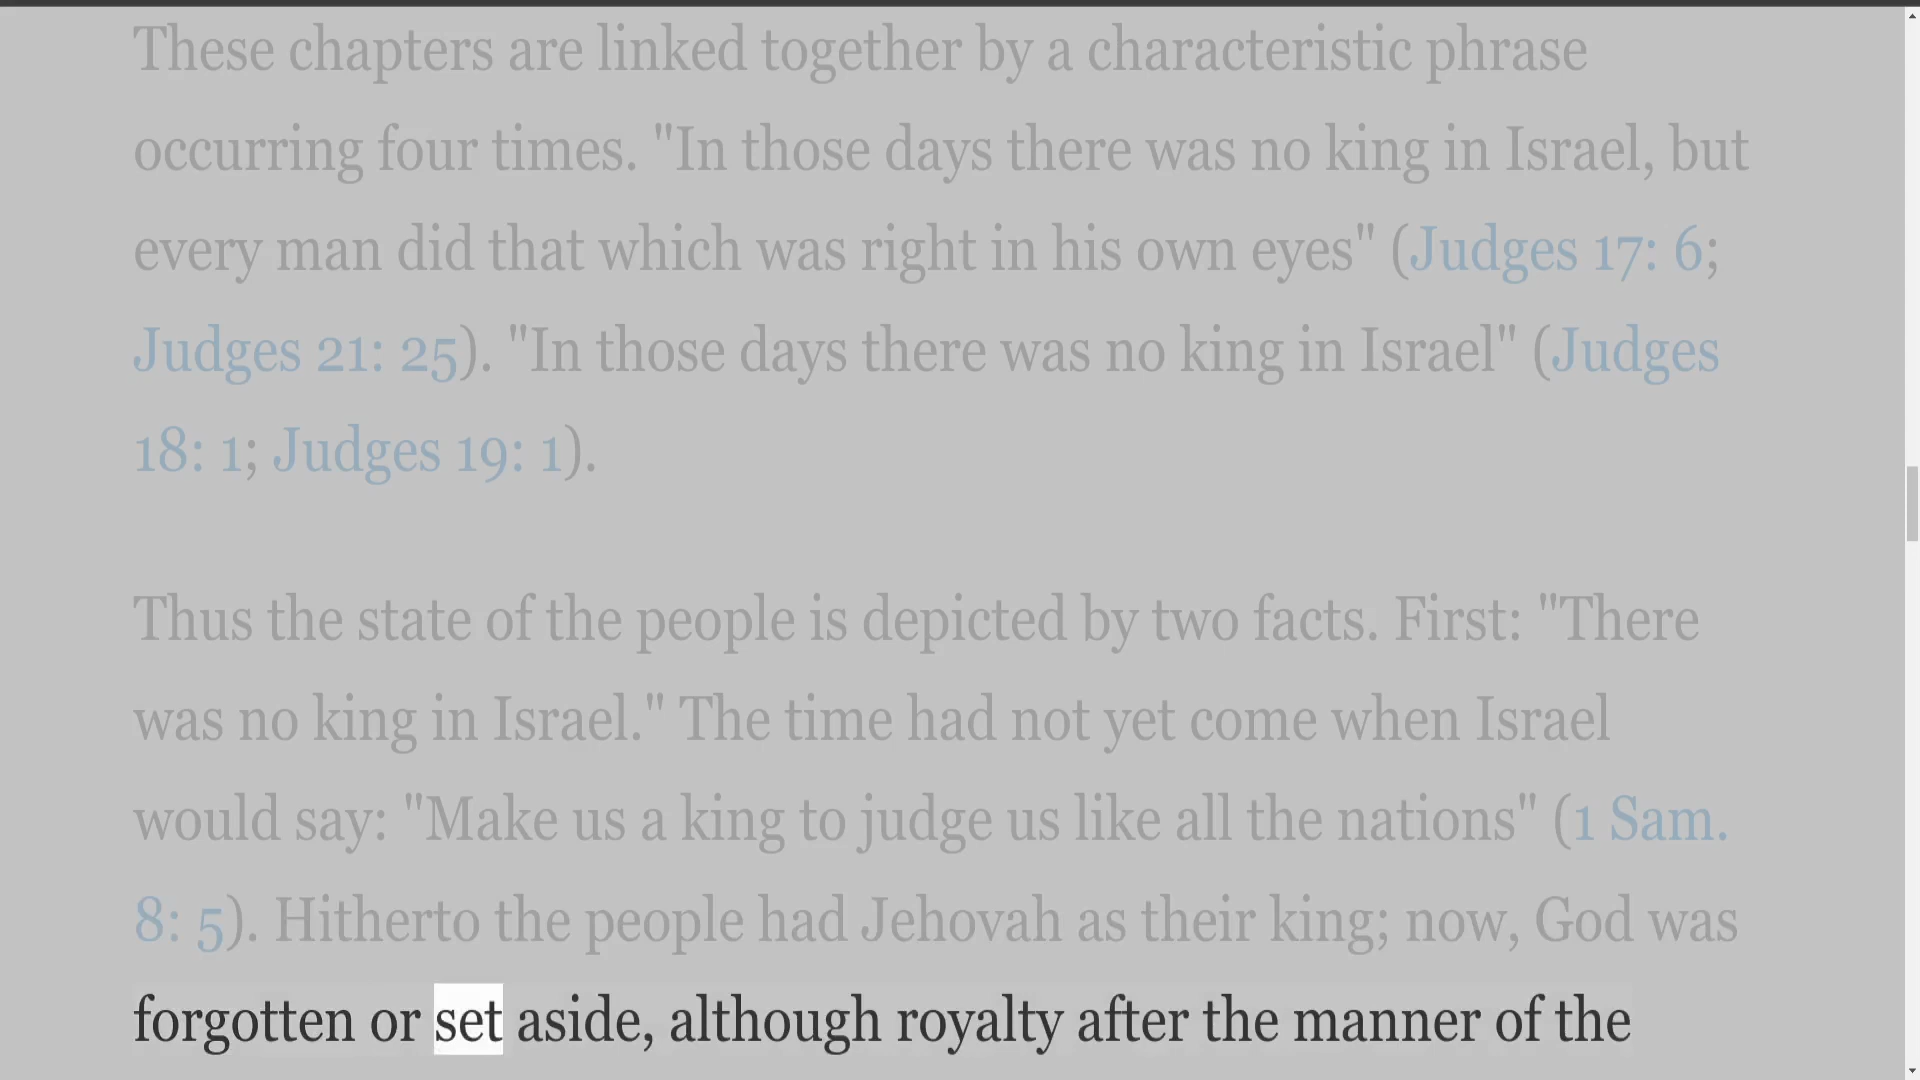 These chapters are linked together by a characteristic phrase
occurring four times. "In those days there was no king in Israel, but
every man did that which was right in his own eyes" (Judges 17: 6;
Judges 21: 25). "In those days there was no king in Israel" (Judges
18: 1; Judges 19: 1).
Thus the state of the people is depicted by two facts. First: "There
was no king in Israel." The time had not yet come when Israel
would say: "Make us a king to judge us like all the nations" (1 Sam.
8: 5). Hitherto the people had Jehovah as their king; now, God was
forgotten or set aside, although royalty after the manner of the